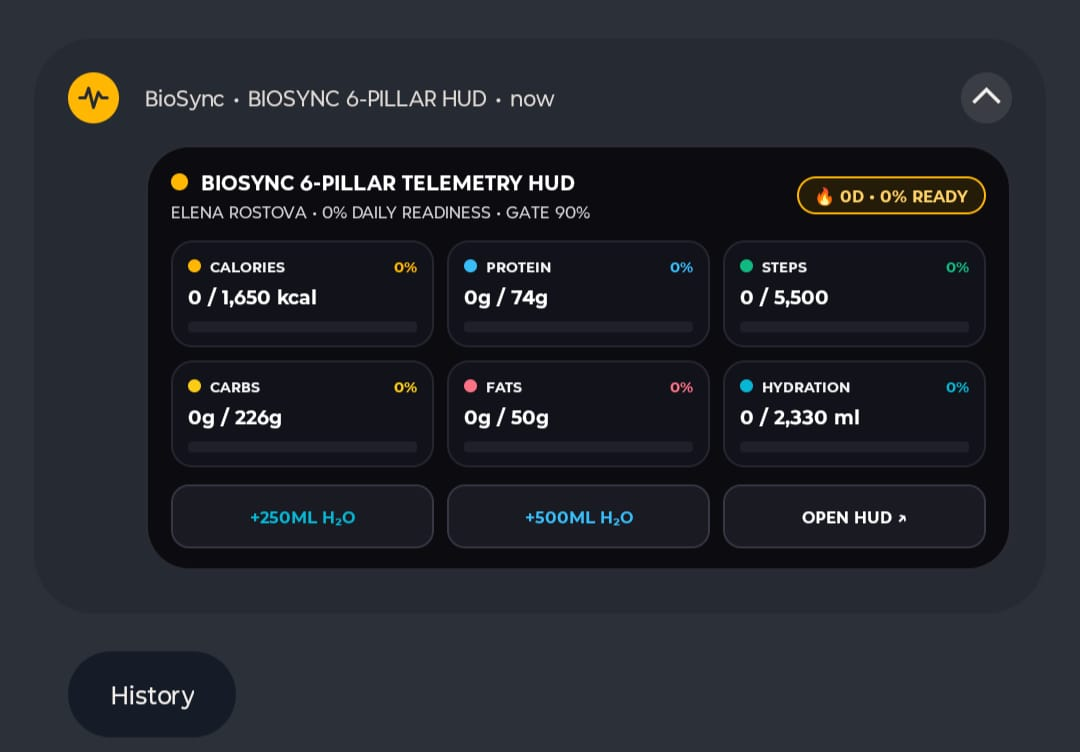 BioSync • BIOSYNC 6-PILLAR HUD • now
BIOSYNC 6-PILLAR TELEMETRY HUD
ELENA ROSTOVA • 0% DAILY READINESS • GATE 90%
🔥 0D • 0% READY
CALORIES 0%
0 / 1,650 kcal
PROTEIN 0%
0g / 74g
STEPS 0%
0 / 5,500
CARBS 0%
0g / 226g
FATS 0%
0g / 50g
HYDRATION 0%
0 / 2,330 ml
+250ML H₂O
+500ML H₂O
OPEN HUD ↗
History